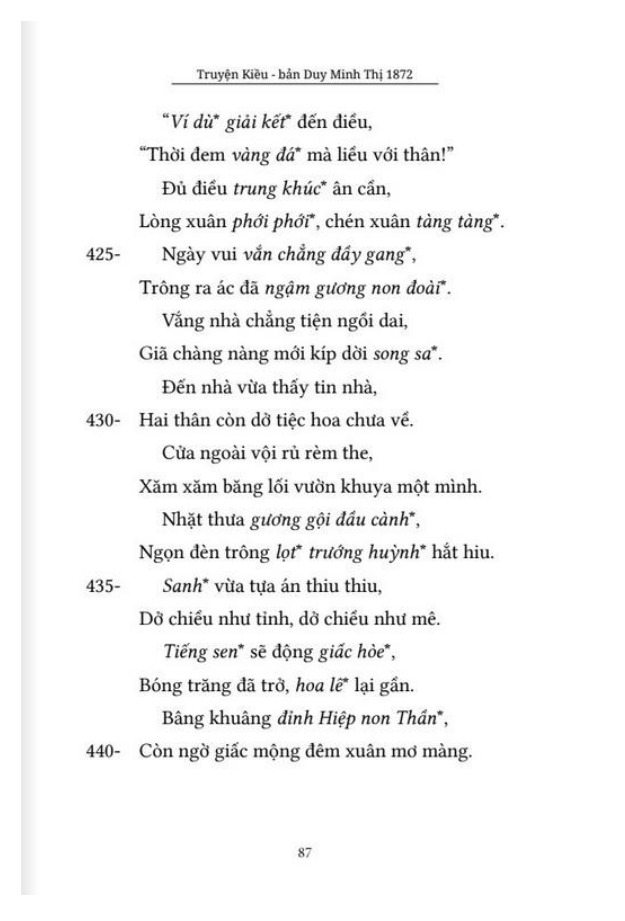 Truyện Kiều - bản Duy Minh Thị 1872
“Ví dù* giải kết* đến điều,
“Thời đem vàng đá* mà liều với thân!”
Đủ điều trung khúc* ân cần,
Lòng xuân phới phới*, chén xuân tàng tàng*.
425- Ngày vui vắn chẳng đầy gang*,
Trông ra ác đã ngậm gương non đoài*.
Vắng nhà chẳng tiện ngồi dai,
Giã chàng nàng mới kíp dời song sa*.
Đến nhà vừa thấy tin nhà,
430- Hai thân còn dở tiệc hoa chưa về.
Cửa ngoài vội rủ rèm the,
Xăm xăm băng lối vườn khuya một mình.
Nhặt thưa gương gội đầu cành*,
Ngọn đèn trông lọt* trướng huỳnh* hắt hiu.
435- Sanh* vừa tựa án thiu thiu,
Dở chiều như tỉnh, dở chiều như mê.
Tiếng sen* sẽ động giấc hòe*,
Bóng trăng đã trở, hoa lê* lại gần.
Bâng khuâng đỉnh Hiệp non Thần*,
440- Còn ngờ giấc mộng đêm xuân mơ màng.
87